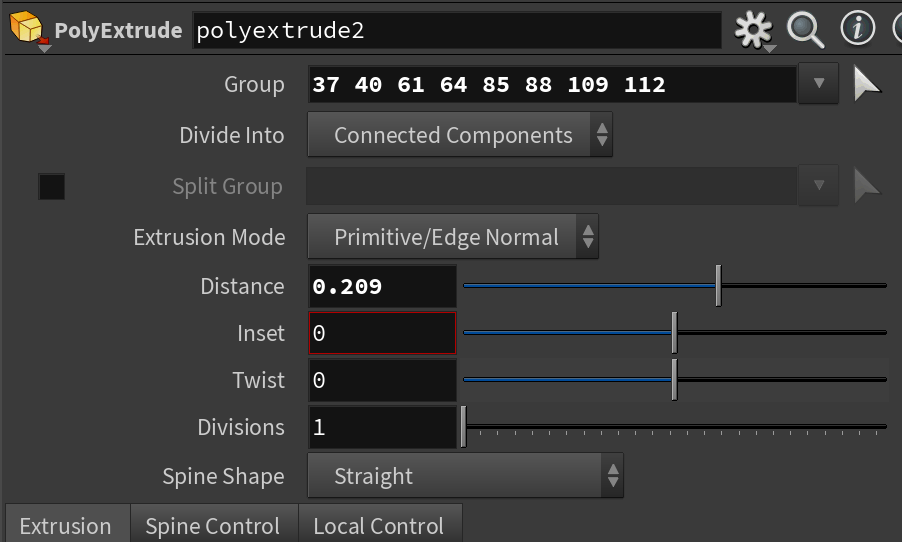 PolyExtrude polyextrude2
Group 37 40 61 64 85 88 109 112
Divide Into Connected Components
Split Group
Extrusion Mode Primitive/Edge Normal
Distance 0.209
Inset 0
Twist 0
Divisions 1
Spine Shape Straight
Extrusion Spine Control Local Control